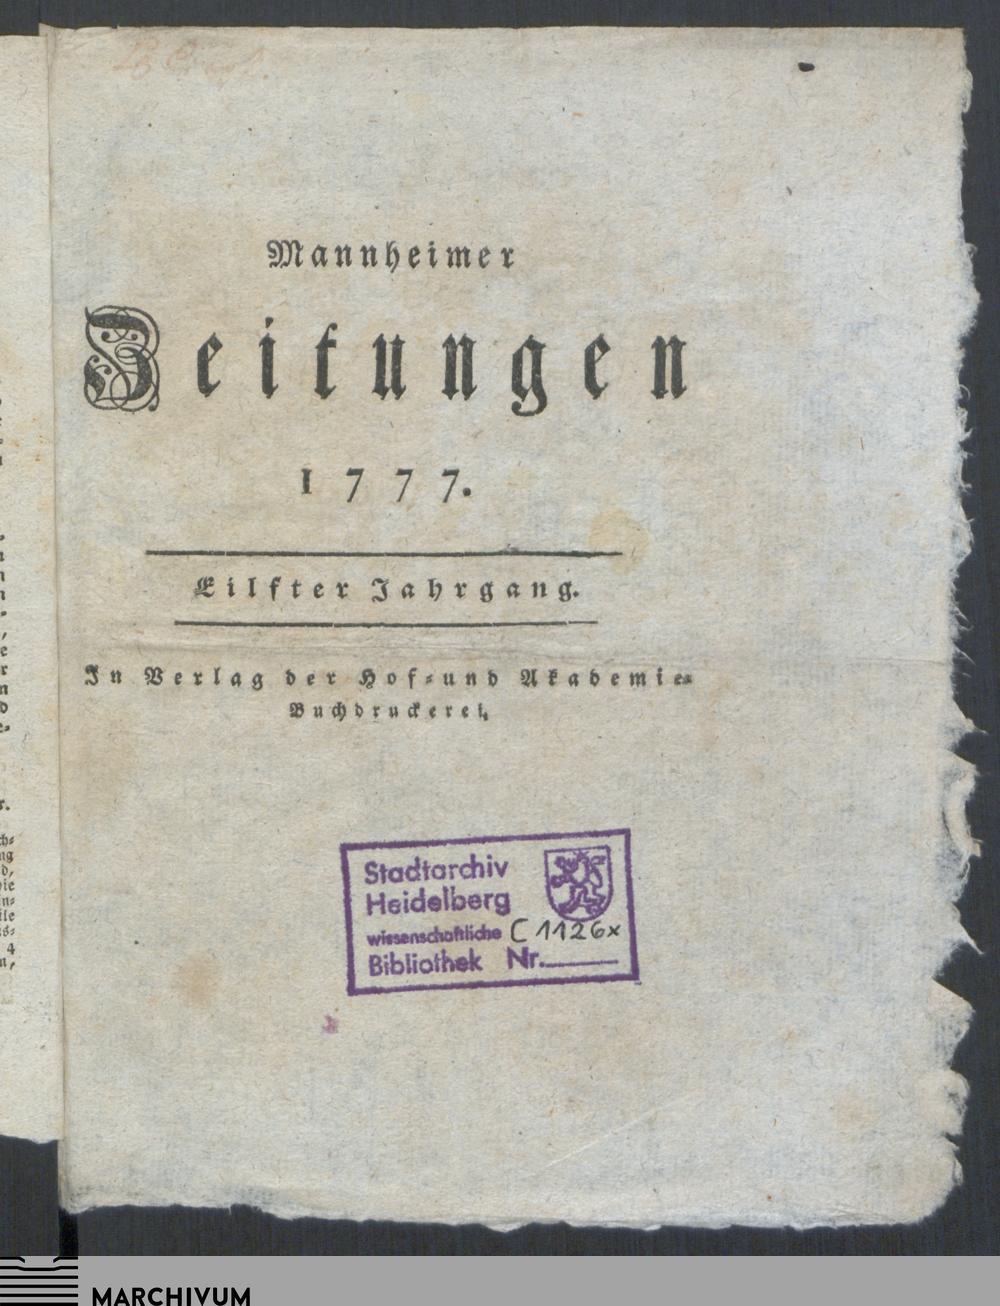 Mannheimer
Zeitungen
1777.
Eilfter Jahrgang.
In Verlag der Hof-und Akademie-
Buchdruckerei.
Stadtarchiv
Heidelberg
wissenschaftliche C 1126x
Bibliothek Nr.
MARCHIVUM